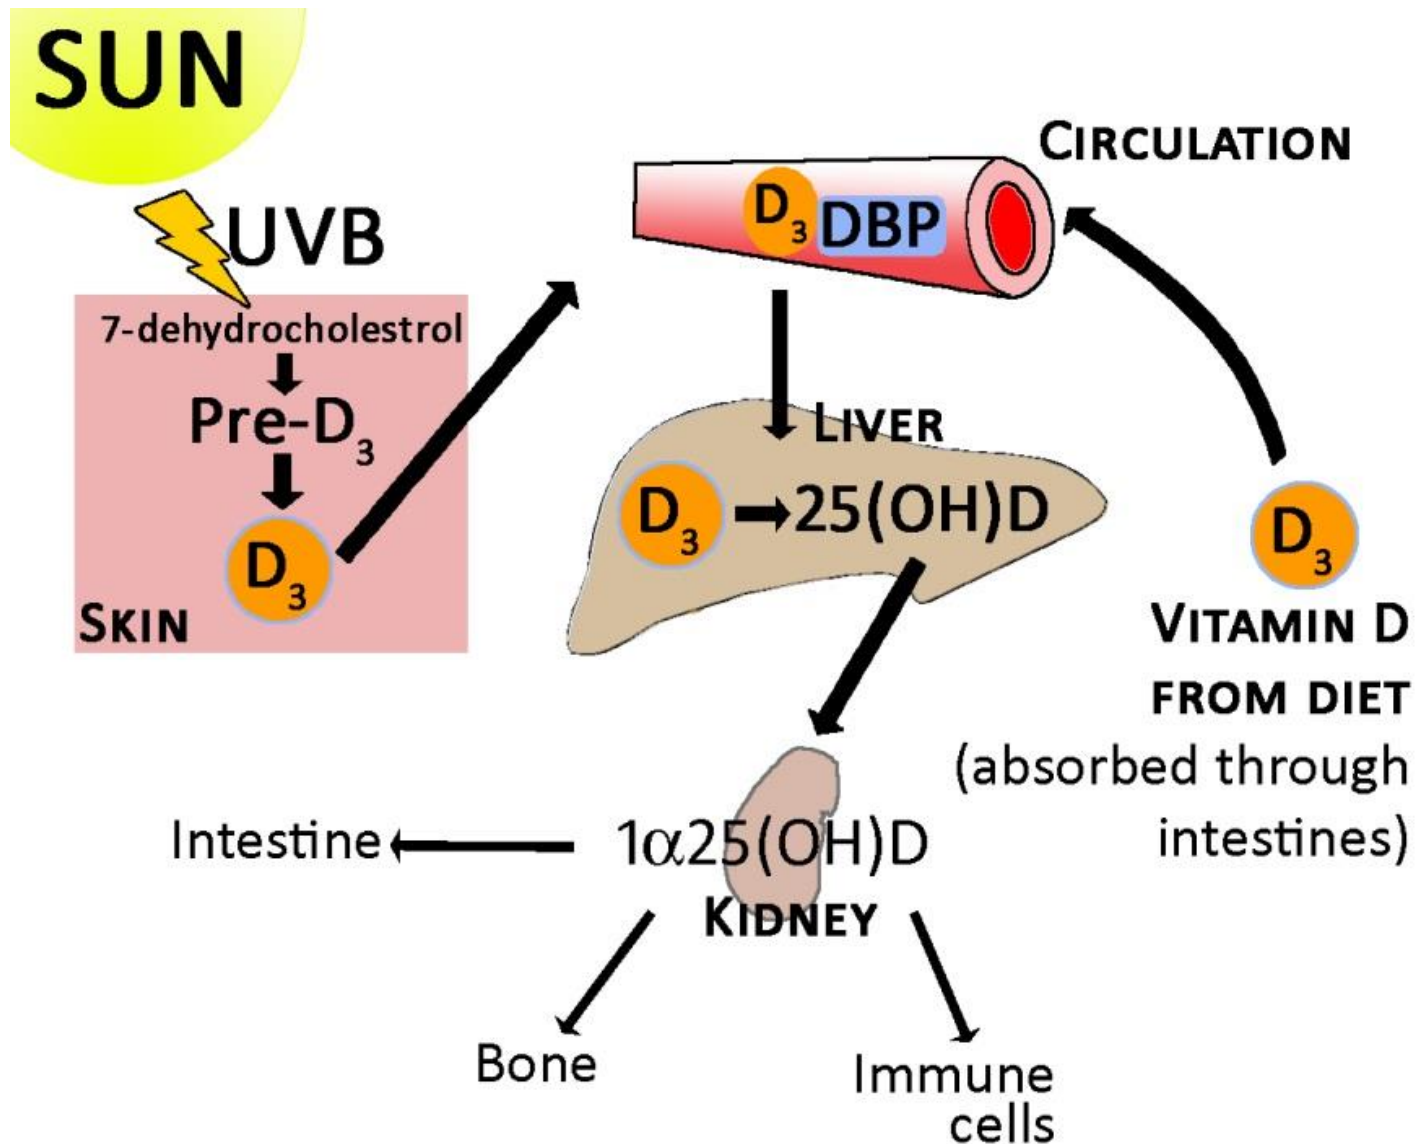 SUN
UVB
7-dehydrocholestrol
Pre-D₃
D₃
SKIN
CIRCULATION
D₃ DBP
LIVER
D₃ 25(OH)D
D₃
VITAMIN D
FROM DIET
(absorbed through
intestines)
1α25(OH)D
KIDNEY
Intestine
Bone
Immune
cells